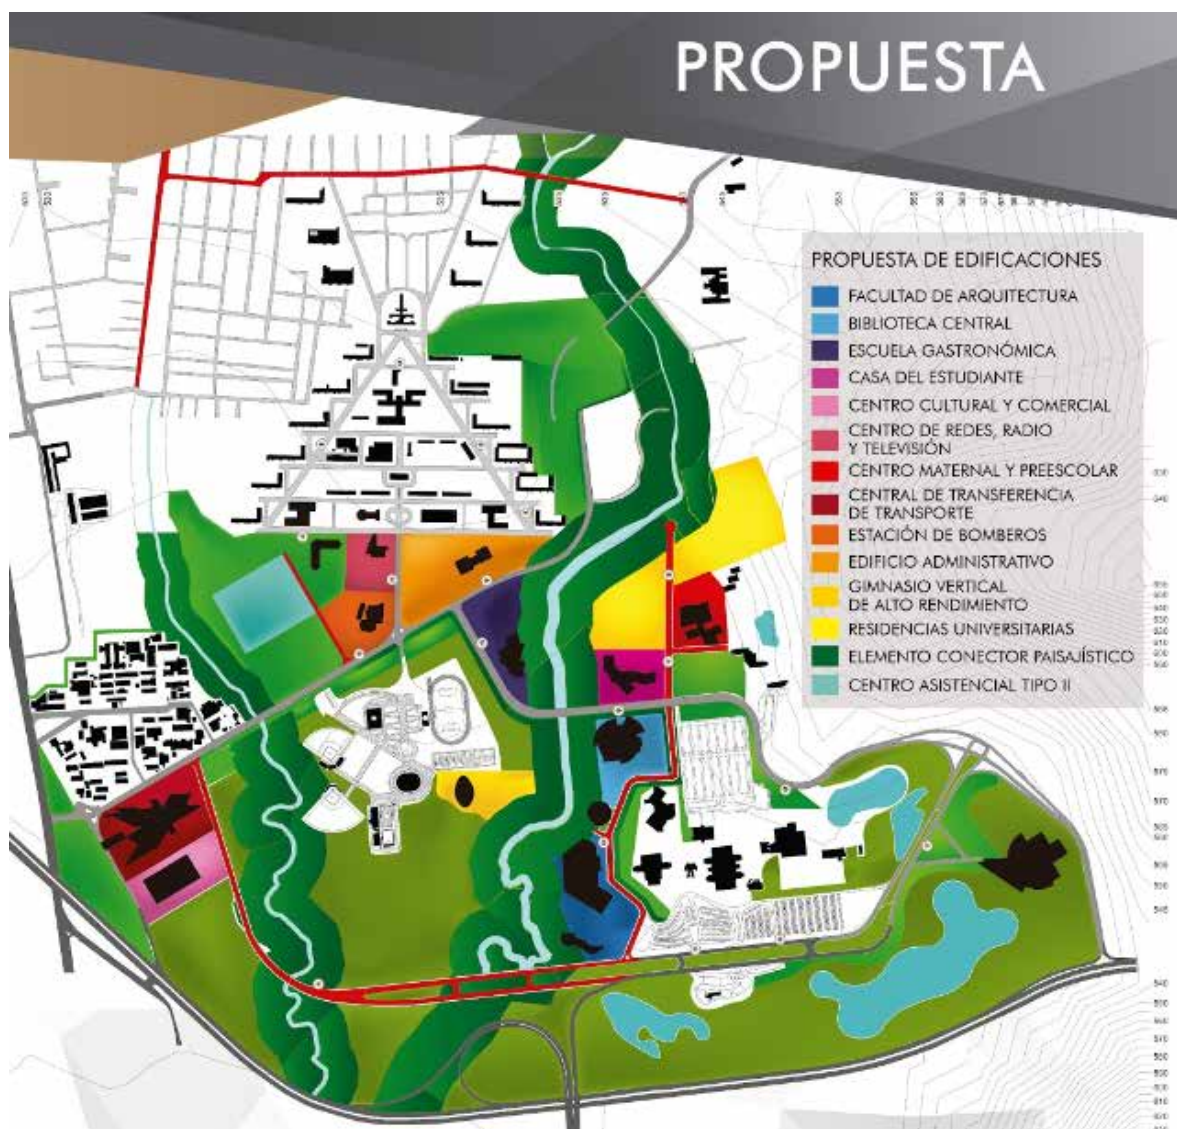 PROPUESTA
PROPUESTA DE EDIFICACIONES
FACULTAD DE ARQUITECTURA
BIBLIOTECA CENTRAL
ESCUELA GASTRONÓMICA
CASA DEL ESTUDIANTE
CENTRO CULTURAL Y COMERCIAL
CENTRO DE REDES, RADIO
Y TELEVISIÓN
CENTRO MATERNAL Y PREESCOLAR
CENTRAL DE TRANSFERENCIA
DE TRANSPORTE
ESTACIÓN DE BOMBEROS
EDIFICIO ADMINISTRATIVO
GIMNASIO VERTICAL
DE ALTO RENDIMIENTO
RESIDENCIAS UNIVERSITARIAS
ELEMENTO CONECTOR PAISAJÍSTICO
CENTRO ASISTENCIAL TIPO II